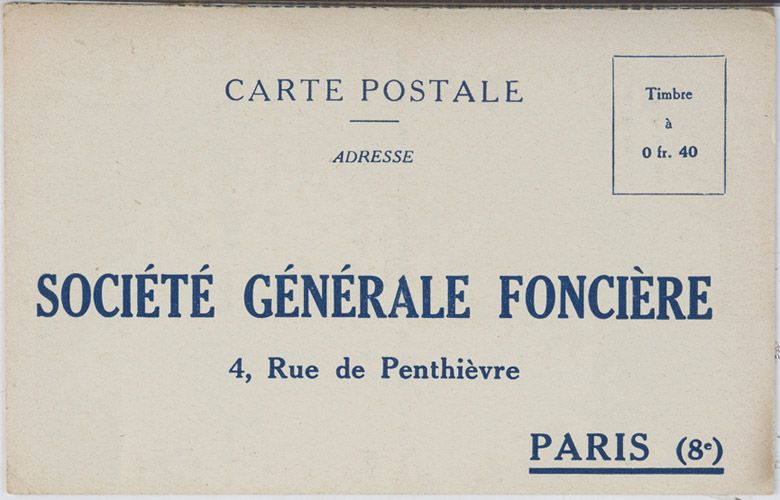 CARTE POSTALE
ADRESSE
Timbre
à
0 fr. 40
SOCIÉTÉ GÉNÉRALE FONCIÈRE
4, Rue de Penthièvre
PARIS (8ᵉ)